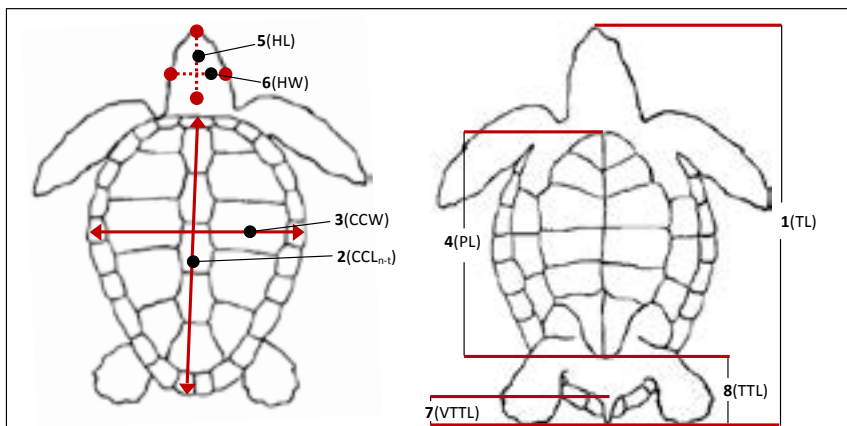 5(HL)
6(HW)
3(CCW)
2(CCLn-t)
4(PL)
1(TL)
8(TTL)
7(VTTL)